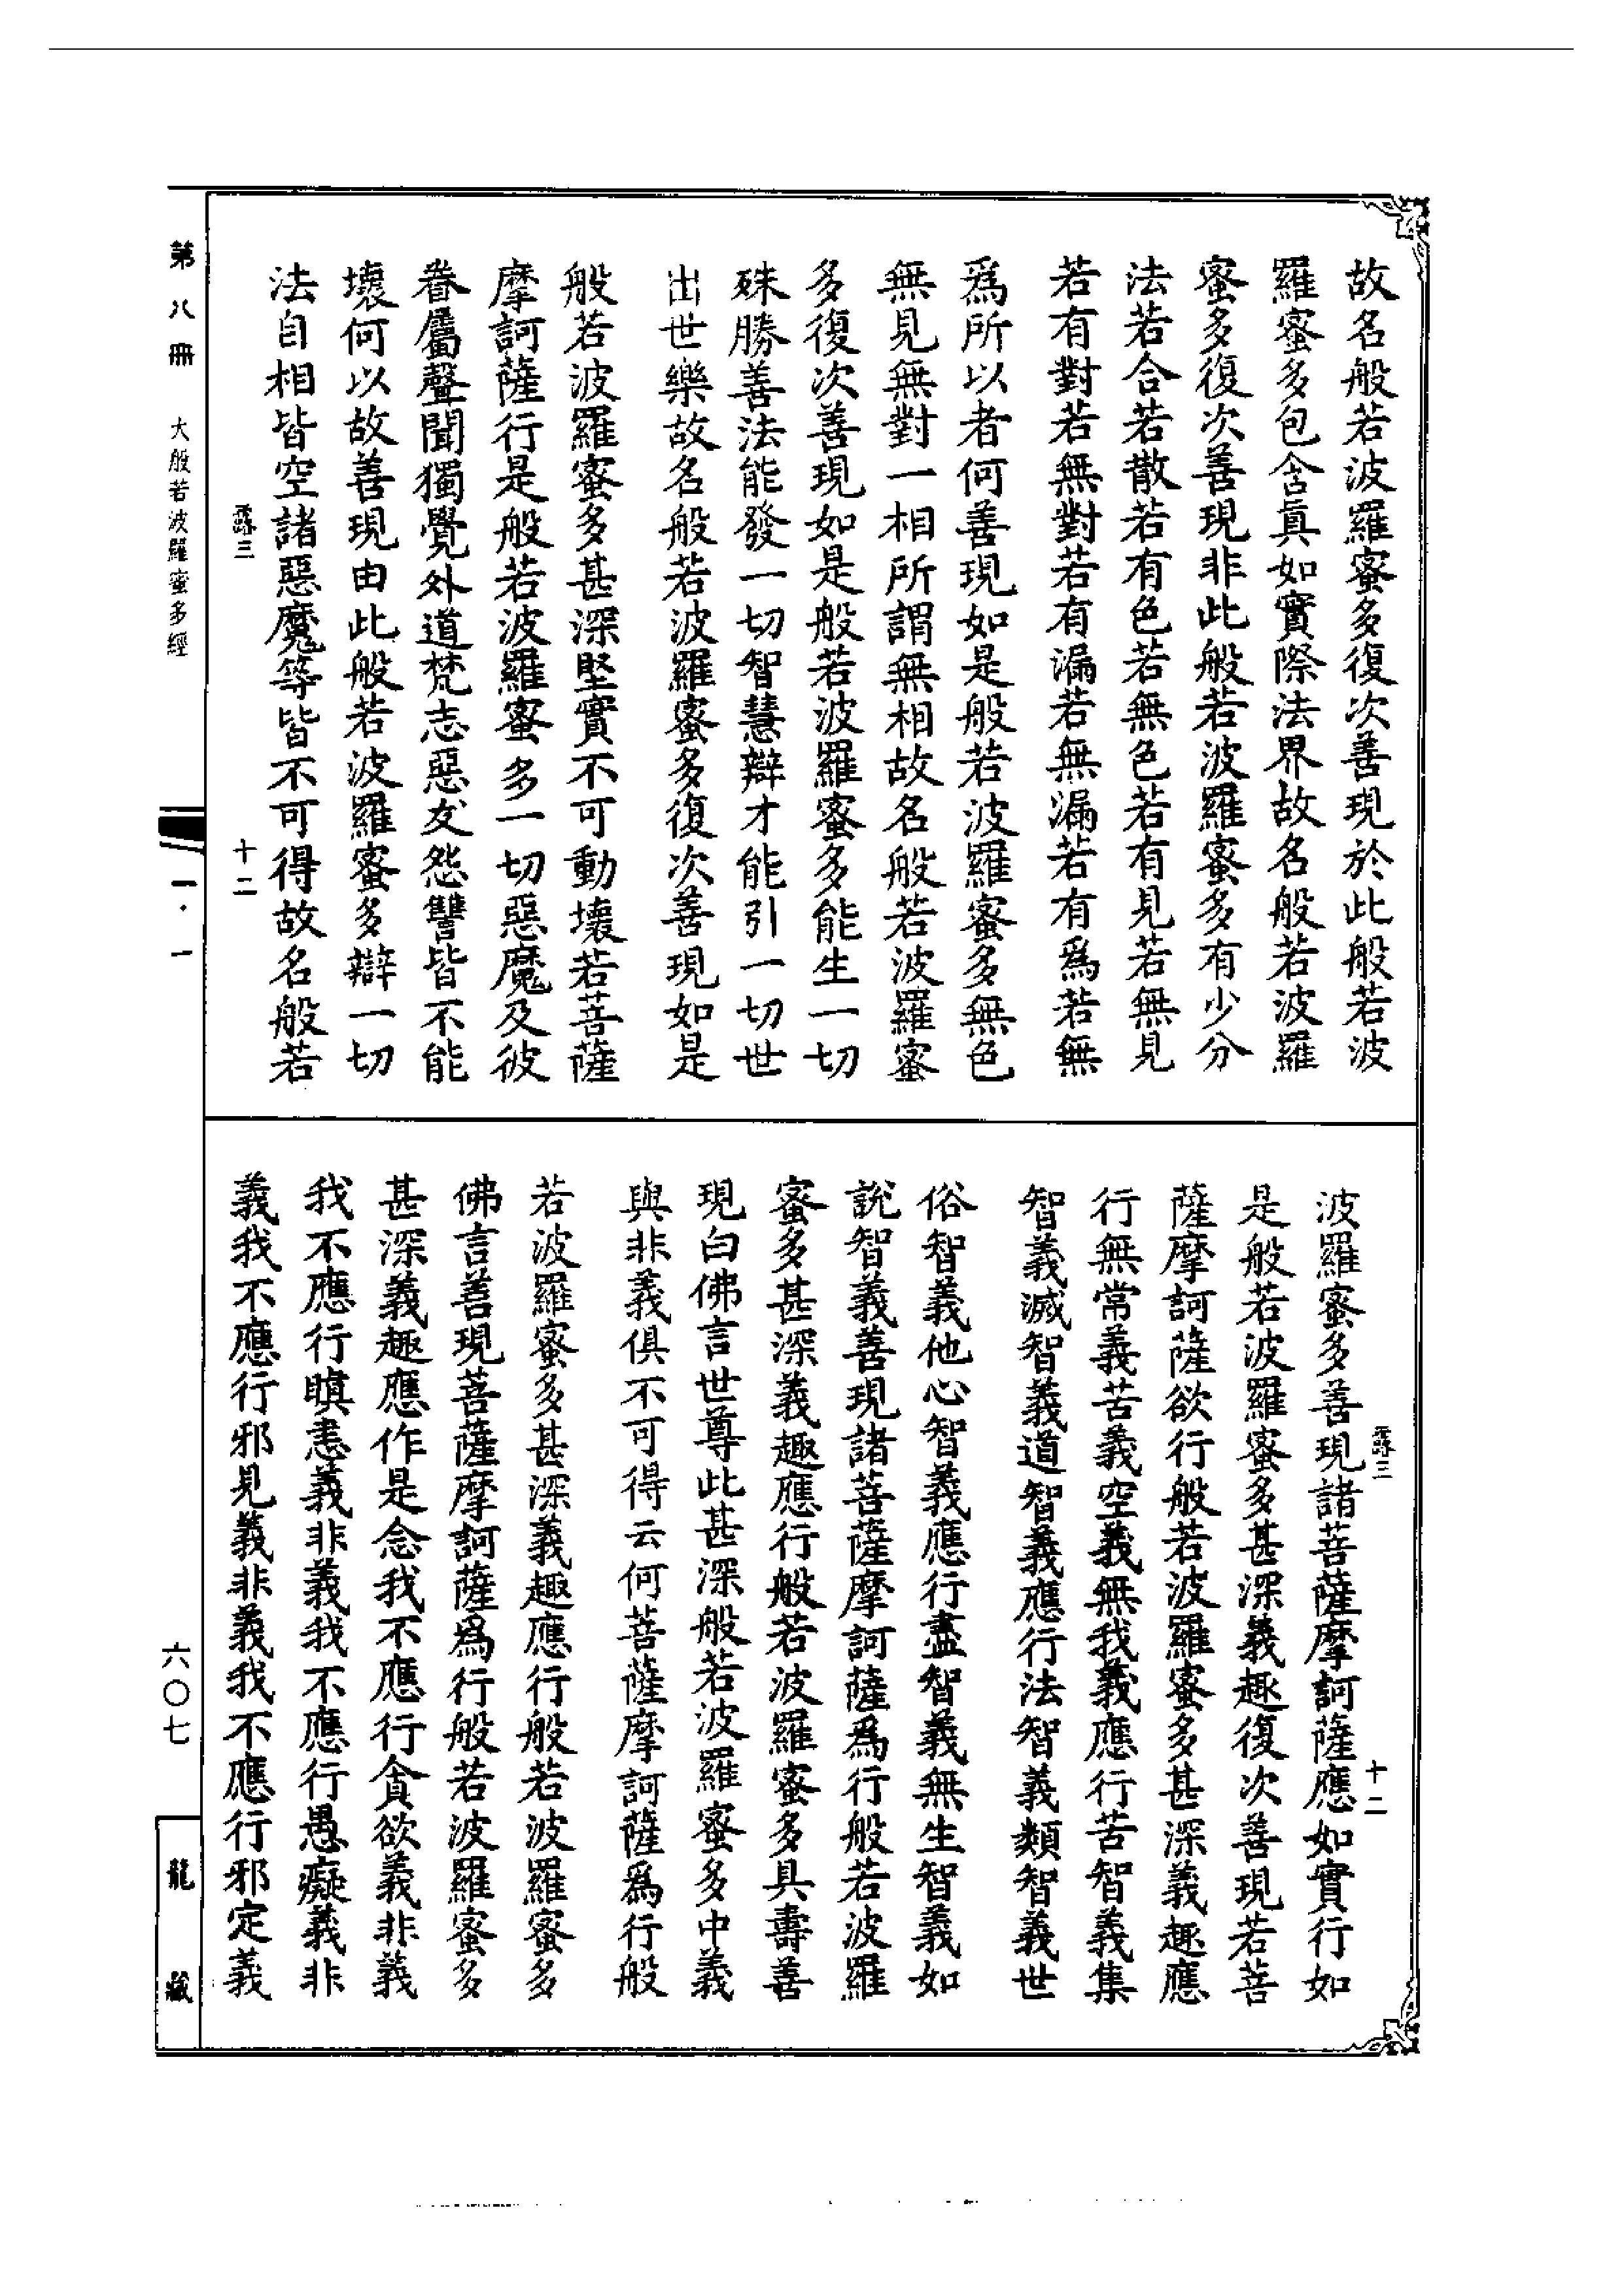 故名般若波羅蜜多復次善現於此般若波
羅蜜多包含眞如實際法界故名般若波羅
蜜多復次善現非此般若波羅蜜多有少分
法若合若散若有色若無色若有見若無見
若有對若無對若有漏若無漏若有爲若無
爲所以者何善現如是般若波羅蜜多無色
無見無對一相所謂無相故名般若波羅蜜
多復次善現如是般若波羅蜜多能生一切
殊勝善法能發一切智慧辯才能引一切世
出世樂故名般若波羅蜜多復次善現如是
般若波羅蜜多甚深堅實不可動壞若菩薩
摩訶薩行是般若波羅蜜多一切惡魔及彼
眷屬聲聞獨覺外道梵志惡友怨讐皆不能
壞何以故善現由此般若波羅蜜多辯一切
法自相皆空諸惡魔等皆不可得故名般若
露三
十二
波羅蜜多善現諸菩薩摩訶薩應如實行如
是般若波羅蜜多甚深義趣復次善現若菩
薩摩訶薩欲行般若波羅蜜多甚深義趣應
行無常義苦義空義無我義應行苦智義集
智義滅智義道智義應行法智義類智義世
俗智義他心智義應行盡智義無生智義如
說智義善現諸菩薩摩訶薩爲行般若波羅
蜜多甚深義趣應行般若波羅蜜多具壽善
現白佛言世尊此甚深般若波羅蜜多中義
與非義俱不可得云何菩薩摩訶薩爲行般
若波羅蜜多甚深義趣應行般若波羅蜜多
佛言善現菩薩摩訶薩爲行般若波羅蜜多
甚深義趣應作是念我不應行貪欲義非義
我不應行瞋恚義非義我不應行愚癡義非
義我不應行邪見義非義我不應行邪定義
露三
十二
第八冊
大般若波羅蜜多經
一·一
六〇七
龍藏